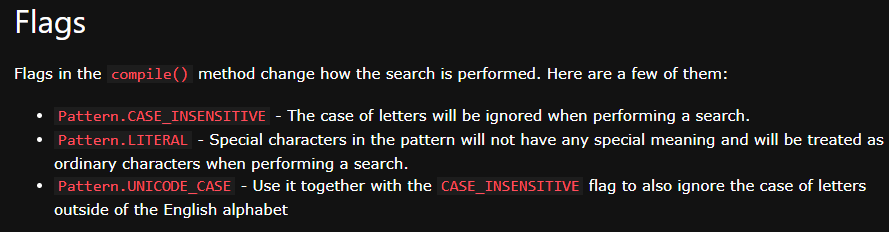 Flags
Flags in the compile() method change how the search is performed. Here are a few of them:
• Pattern.CASE_INSENSITIVE - The case of letters will be ignored when performing a search.
• Pattern.LITERAL - Special characters in the pattern will not have any special meaning and will be treated as
ordinary characters when performing a search.
• Pattern.UNICODE_CASE - Use it together with the CASE_INSENSITIVE flag to also ignore the case of letters
outside of the English alphabet